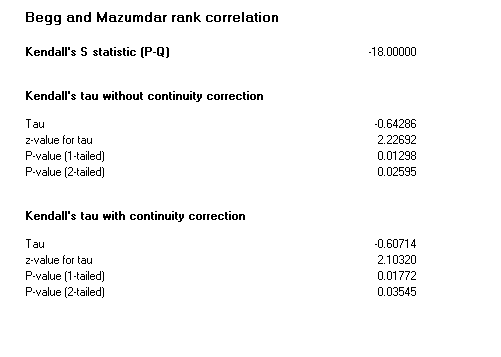 Begg and Mazumdar rank correlation
Kendall's S statistic (P-Q) -18.00000
Kendall's tau without continuity correction
Tau -0.64286
z-value for tau 2.22692
P-value (1-tailed) 0.01298
P-value (2-tailed) 0.02595
Kendall's tau with continuity correction
Tau -0.60714
z-value for tau 2.10320
P-value (1-tailed) 0.01772
P-value (2-tailed) 0.03545